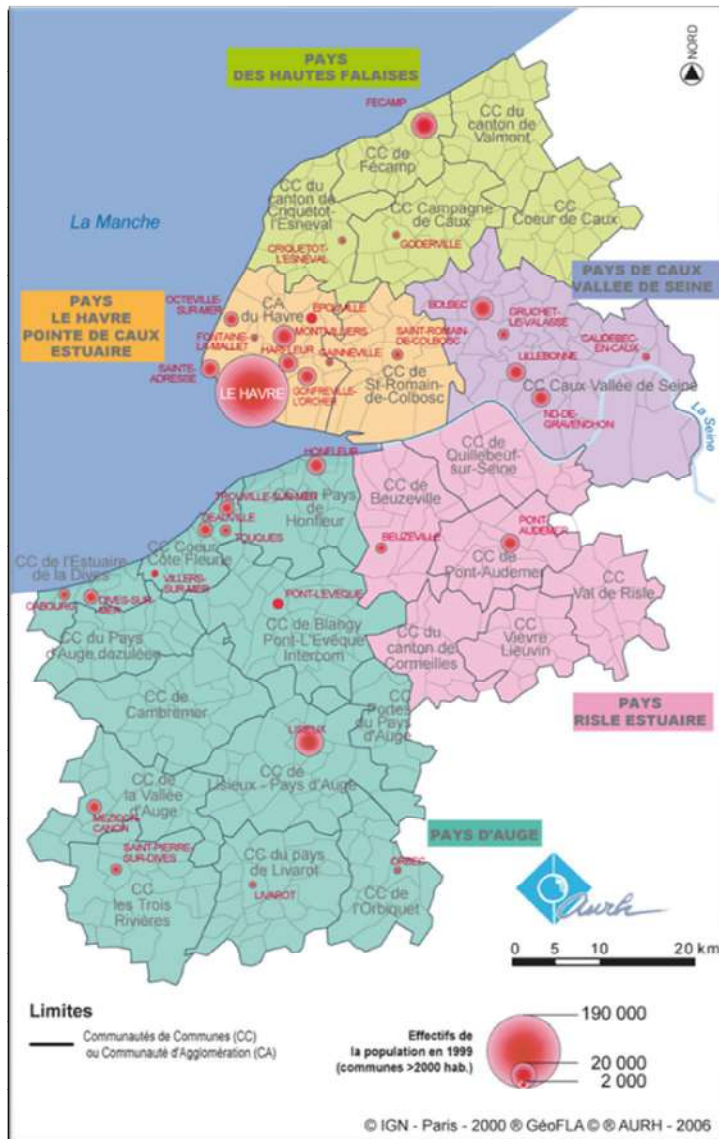 PAYS
DES HAUTES FALAISES
NORD
FECAMP
CC du
canton de
Valmont
CC de
Fécamp
CC du
canton de
Criquetot-
l'Esneval
CC Campagne
de Caux
CC
Coeur de Caux
La Manche
CRIQUETOT-
L'ESNEVAL
GODERVILLE
PAYS DE CAUX
VALLEE DE SEINE
PAYS
LE HAVRE
POINTE DE CAUX
ESTUAIRE
OCTEVILLE-
SUR-MER
CA
du Havre
EPOUVILLE
BOLBEC
GRUCHET-
LE-VALASSE
FONTAINE-
LA-MALLET
MONTIVILLIERS
SAINT-ROMAIN-
DE-COLBOSC
CAUDEBEC-
EN-CAUX
HARFLEUR
GAINNEVILLE
LILLEBONNE
SAINTE-
ADRESSE
LE HAVRE
GONFREVILLE-
L'ORCHER
CC de
St-Romain-
de-Colbosc
CC Caux Vallée de Seine
ND-DE-
GRAVENCHON
La Seine
HONFLEUR
CC de
Quillebeuf-
sur-Seine
CC de
Beuzeville
TROUVILLE-SUR-MER
CC du Pays
de
Honfleur
DEAUVILLE
TOUQUES
BEUZEVILLE
PONT-
AUDEMER
CC de l'Estuaire
de la Dives
CC Coeur
Côte Fleurie
CC de
Pont-Audemer
VILLERS-
SUR-MER
PONT-LEVEQUE
CC
Val de Risle
CABOURG
DIVES-SUR-
MER
CC du Pays
d'Auge dozuléen
CC de Blangy
Pont-L'Evêque
Intercom
CC du
canton de
Cormeilles
CC
Vièvre
Lieuvin
CC de
Cambremer
CC
Portes
du Pays
d'Auge
PAYS
RISLE ESTUAIRE
LISIEUX
CC de
la Vallée
d'Auge
CC de
Lisieux - Pays d'Auge
MEZIDON-
CANON
PAYS D'AUGE
SAINT-PIERRE-
SUR-DIVES
CC du pays
de Livarot
ORBEC
CC
les Trois
Rivières
LIVAROT
CC de
l'Orbiquet
aurh
0 5 10 20 km
Limites
Communautés de Communes (CC)
ou Communauté d'Agglomération (CA)
Effectifs de
la population en 1999
(communes >2000 hab.)
190 000
20 000
2 000
© IGN - Paris - 2000 ® GéoFLA © ® AURH - 2006